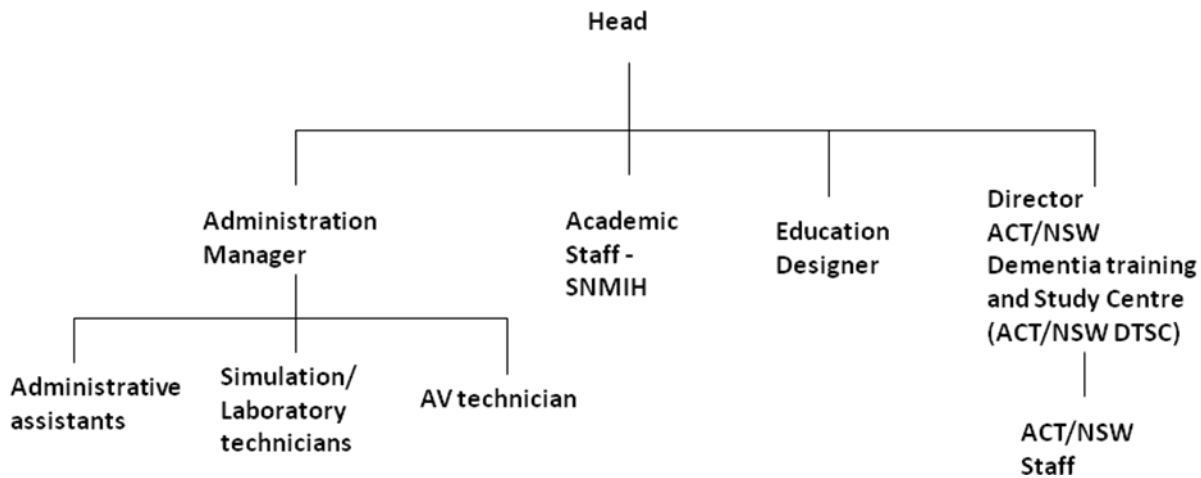 Head
Administration
Manager
Academic
Staff -
SNMIH
Education
Designer
Director
ACT/NSW
Dementia training
and Study Centre
(ACT/NSW DTSC)
Administrative
assistants
Simulation/
Laboratory
technicians
AV technician
ACT/NSW
Staff